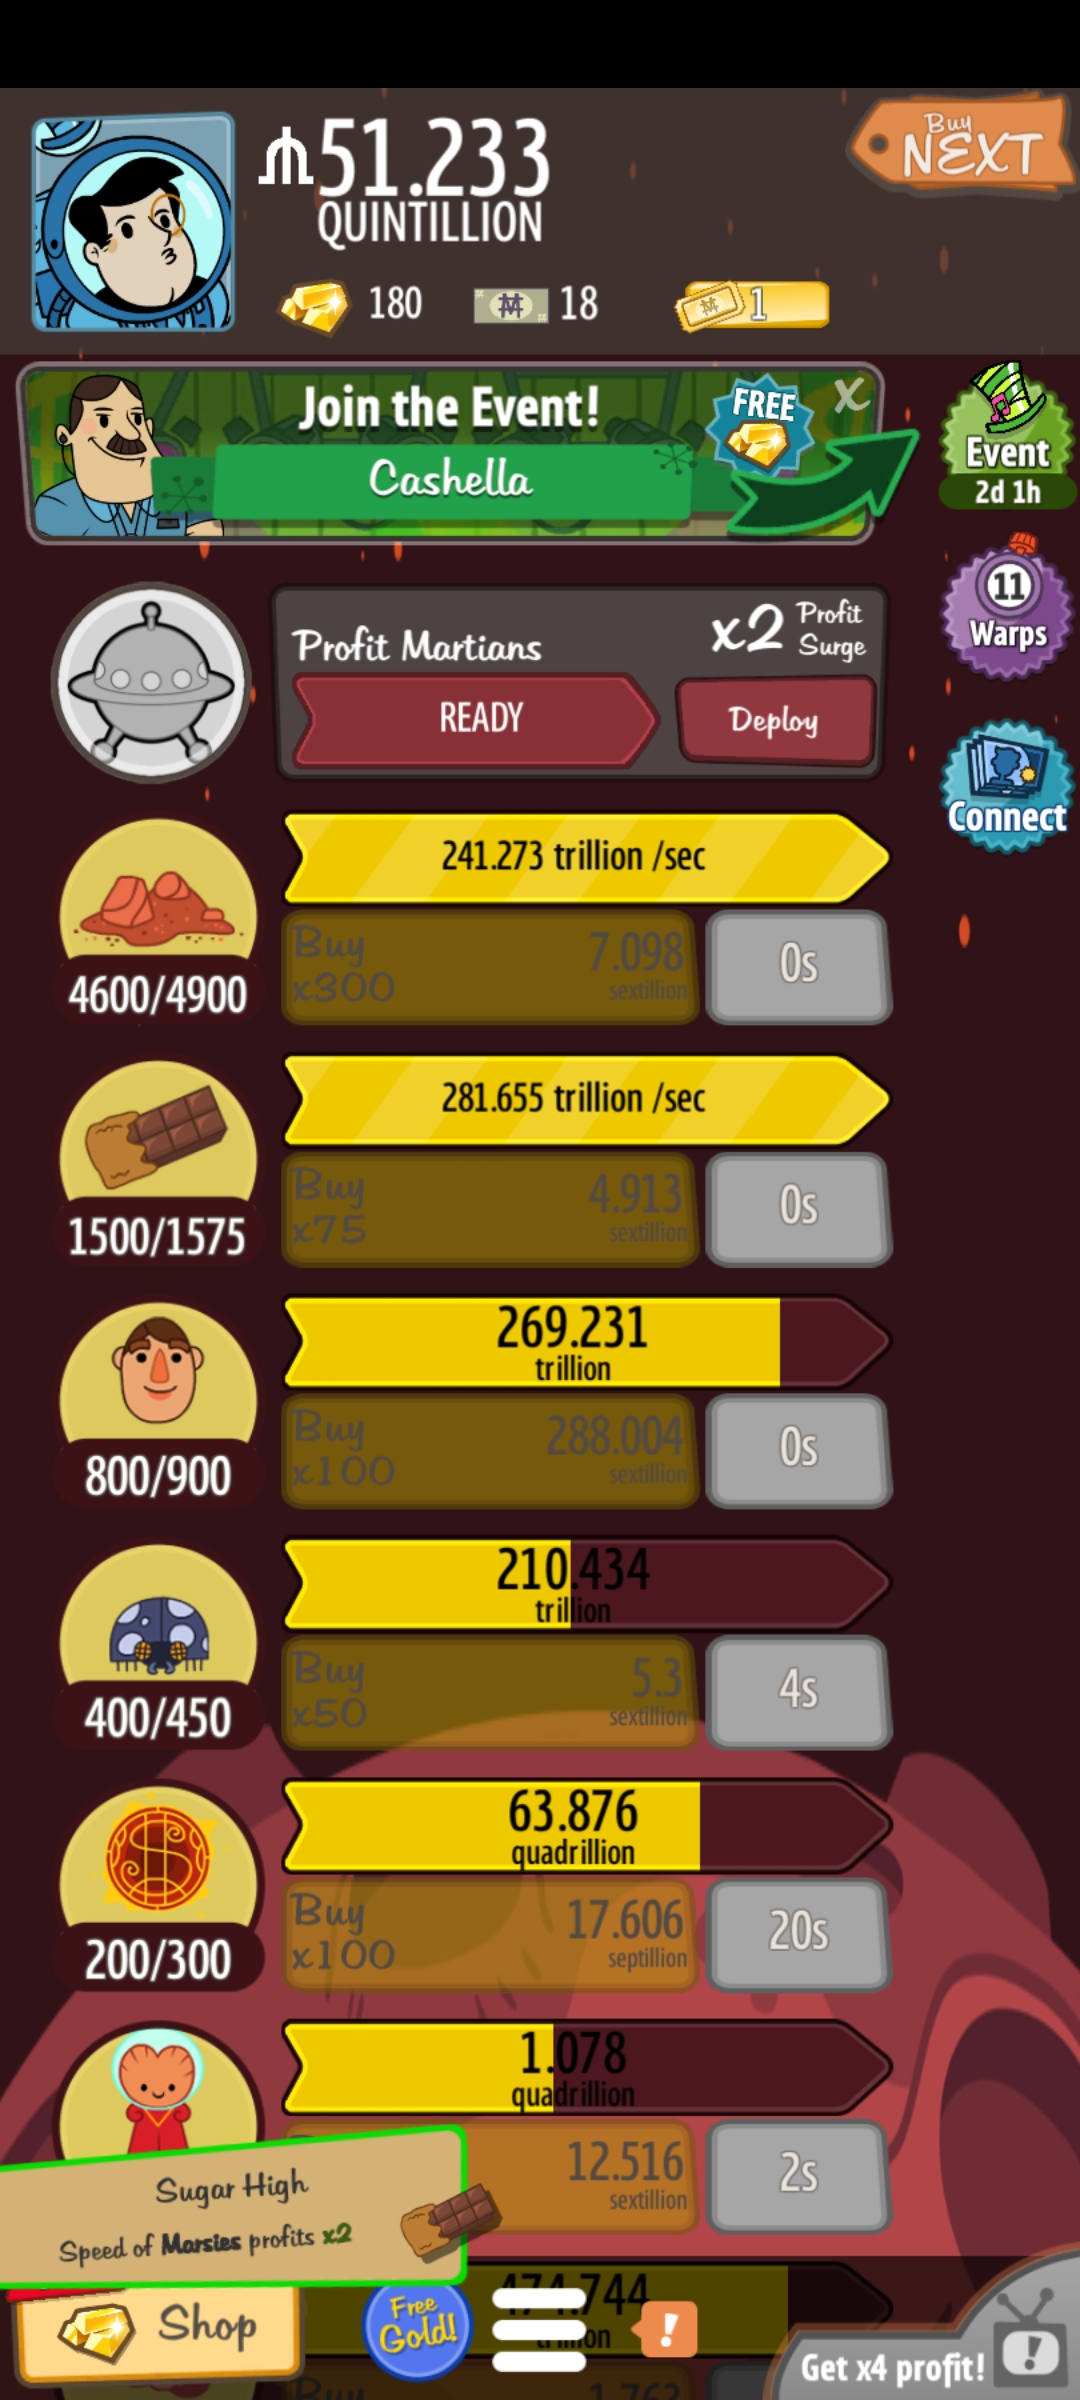 51.233
QUINTILLION
Buy
NEXT
180
18
1
Join the Event!
Cashella
FREE
X
Event
2d 1h
11
Warps
Connect
Profit Martians
x2 Profit Surge
READY
Deploy
241.273 trillion /sec
4600/4900
Buy x300
7.098
sextillion
0s
281.655 trillion /sec
1500/1575
Buy x75
4.913
sextillion
0s
269.231
trillion
800/900
Buy x100
288.004
sextillion
0s
210.434
trillion
400/450
Buy x50
5.3
sextillion
4s
63.876
quadrillion
200/300
Buy x100
17.606
septillion
20s
1.078
quadrillion
12.516
sextillion
2s
Sugar High
Speed of Marsies profits x2
474.744
Shop
Free
Gold!
!
Get x4 profit!
!
Buy
1.763